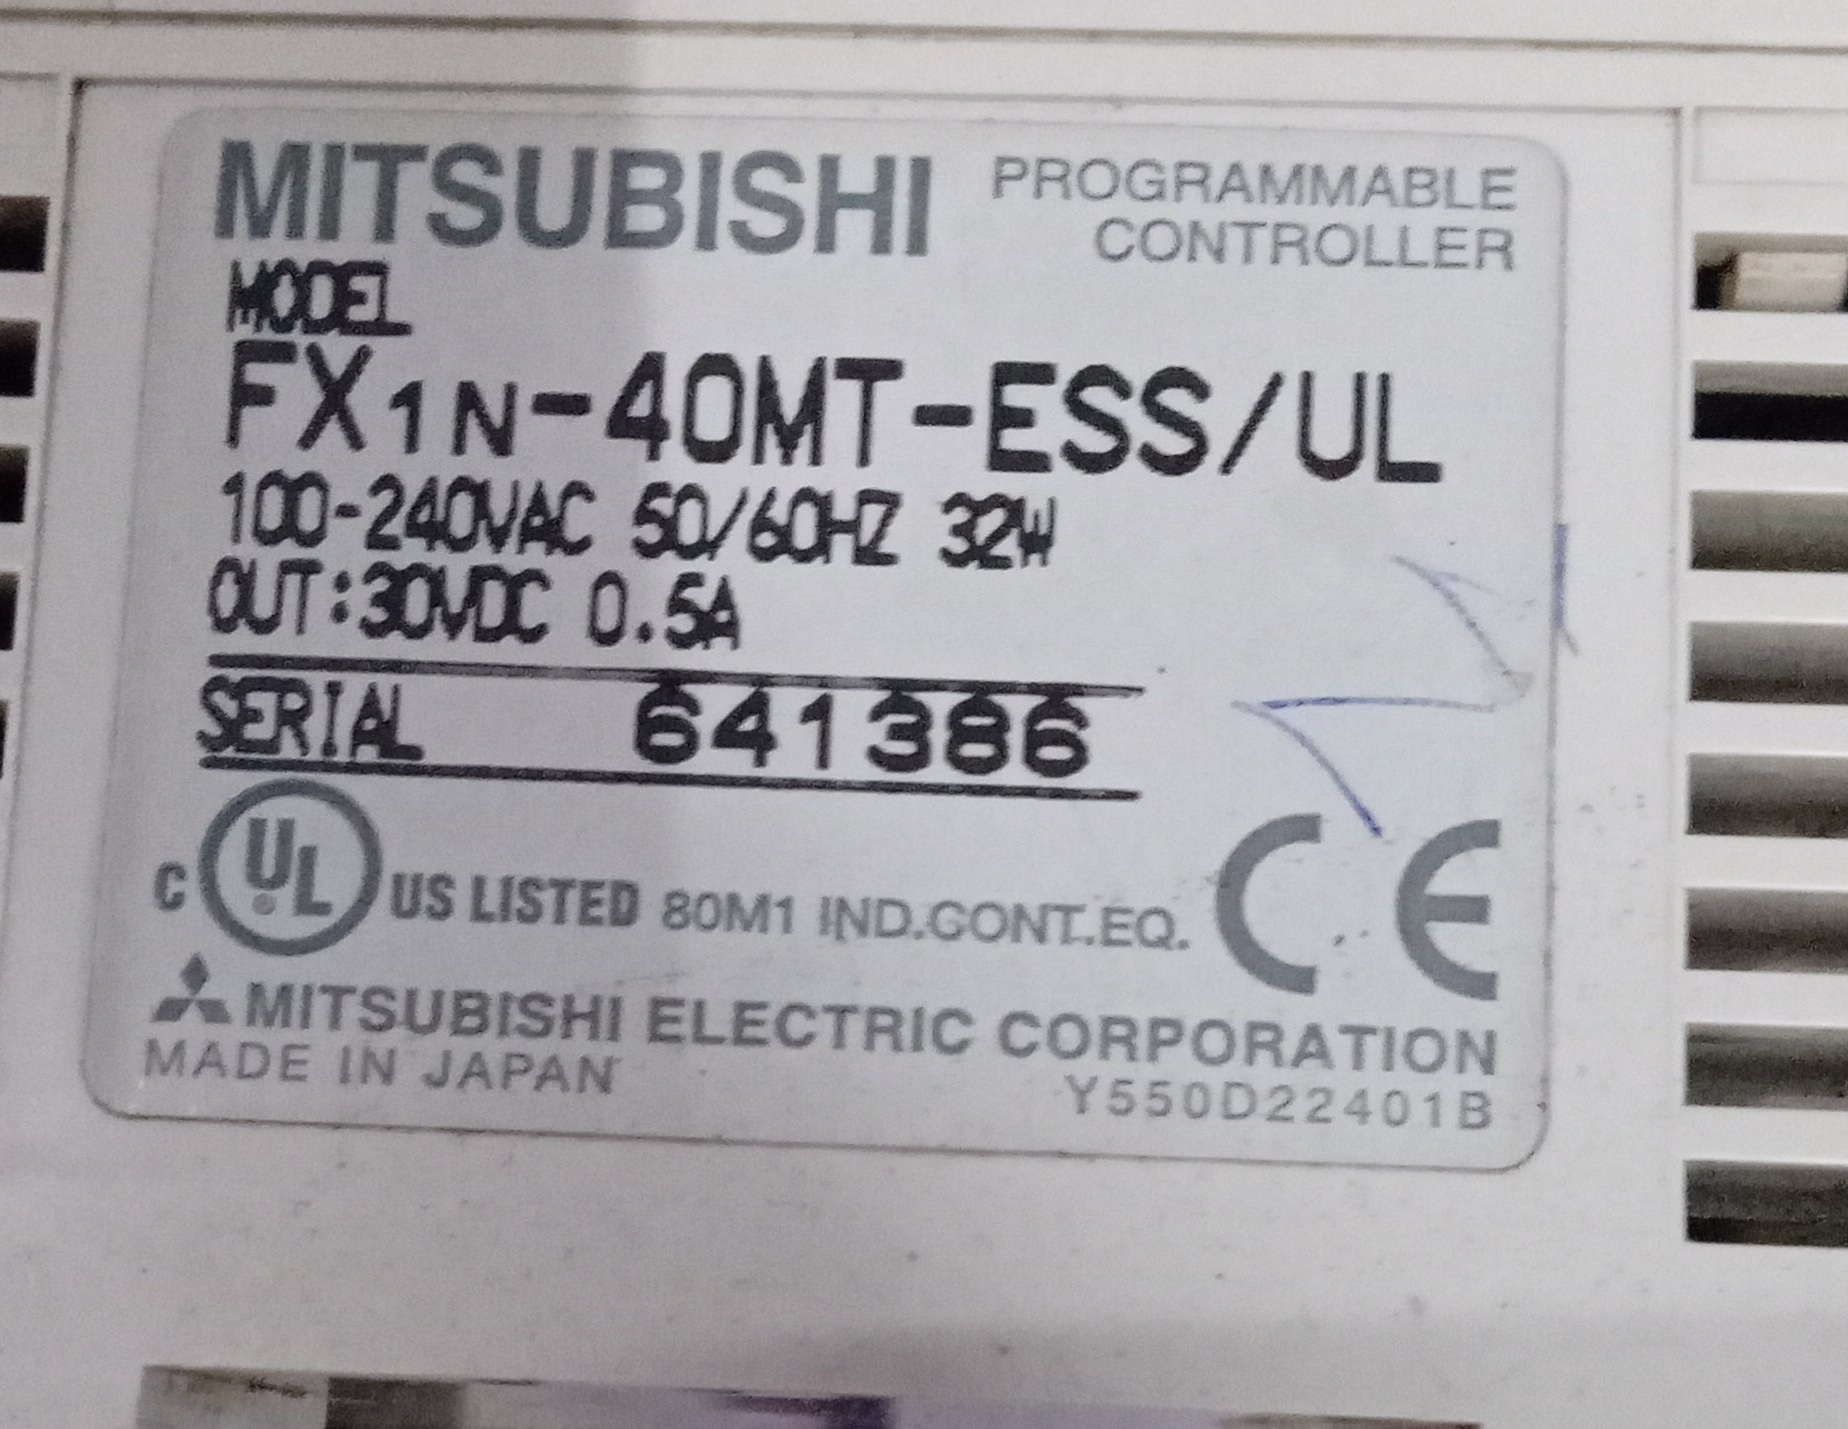 MITSUBISHI PROGRAMMABLE CONTROLLER
MODEL
FX1N-40MT-ESS/UL
100-240VAC 50/60HZ 32W
OUT:30VDC 0.5A
SERIAL 641386
C UL US LISTED 80M1 IND.CONT.EQ. CE
MITSUBISHI ELECTRIC CORPORATION
MADE IN JAPAN Y550D22401B